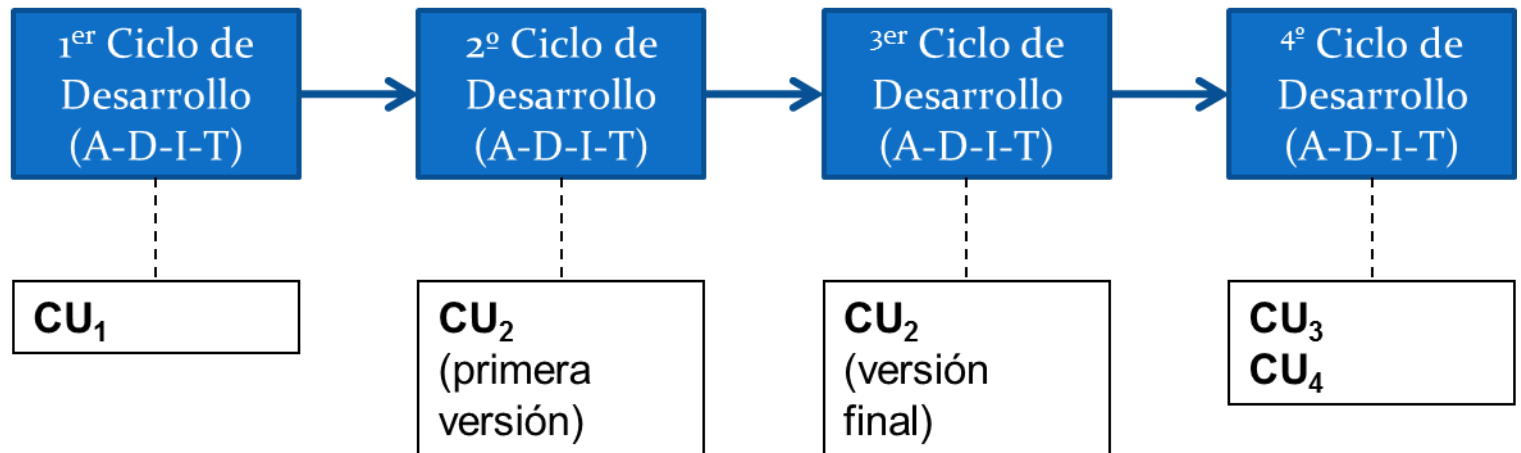 1er Ciclo de
Desarrollo
(A-D-I-T)
2º Ciclo de
Desarrollo
(A-D-I-T)
3er Ciclo de
Desarrollo
(A-D-I-T)
4º Ciclo de
Desarrollo
(A-D-I-T)
CU1
CU2
(primera
versión)
CU2
(versión
final)
CU3
CU4